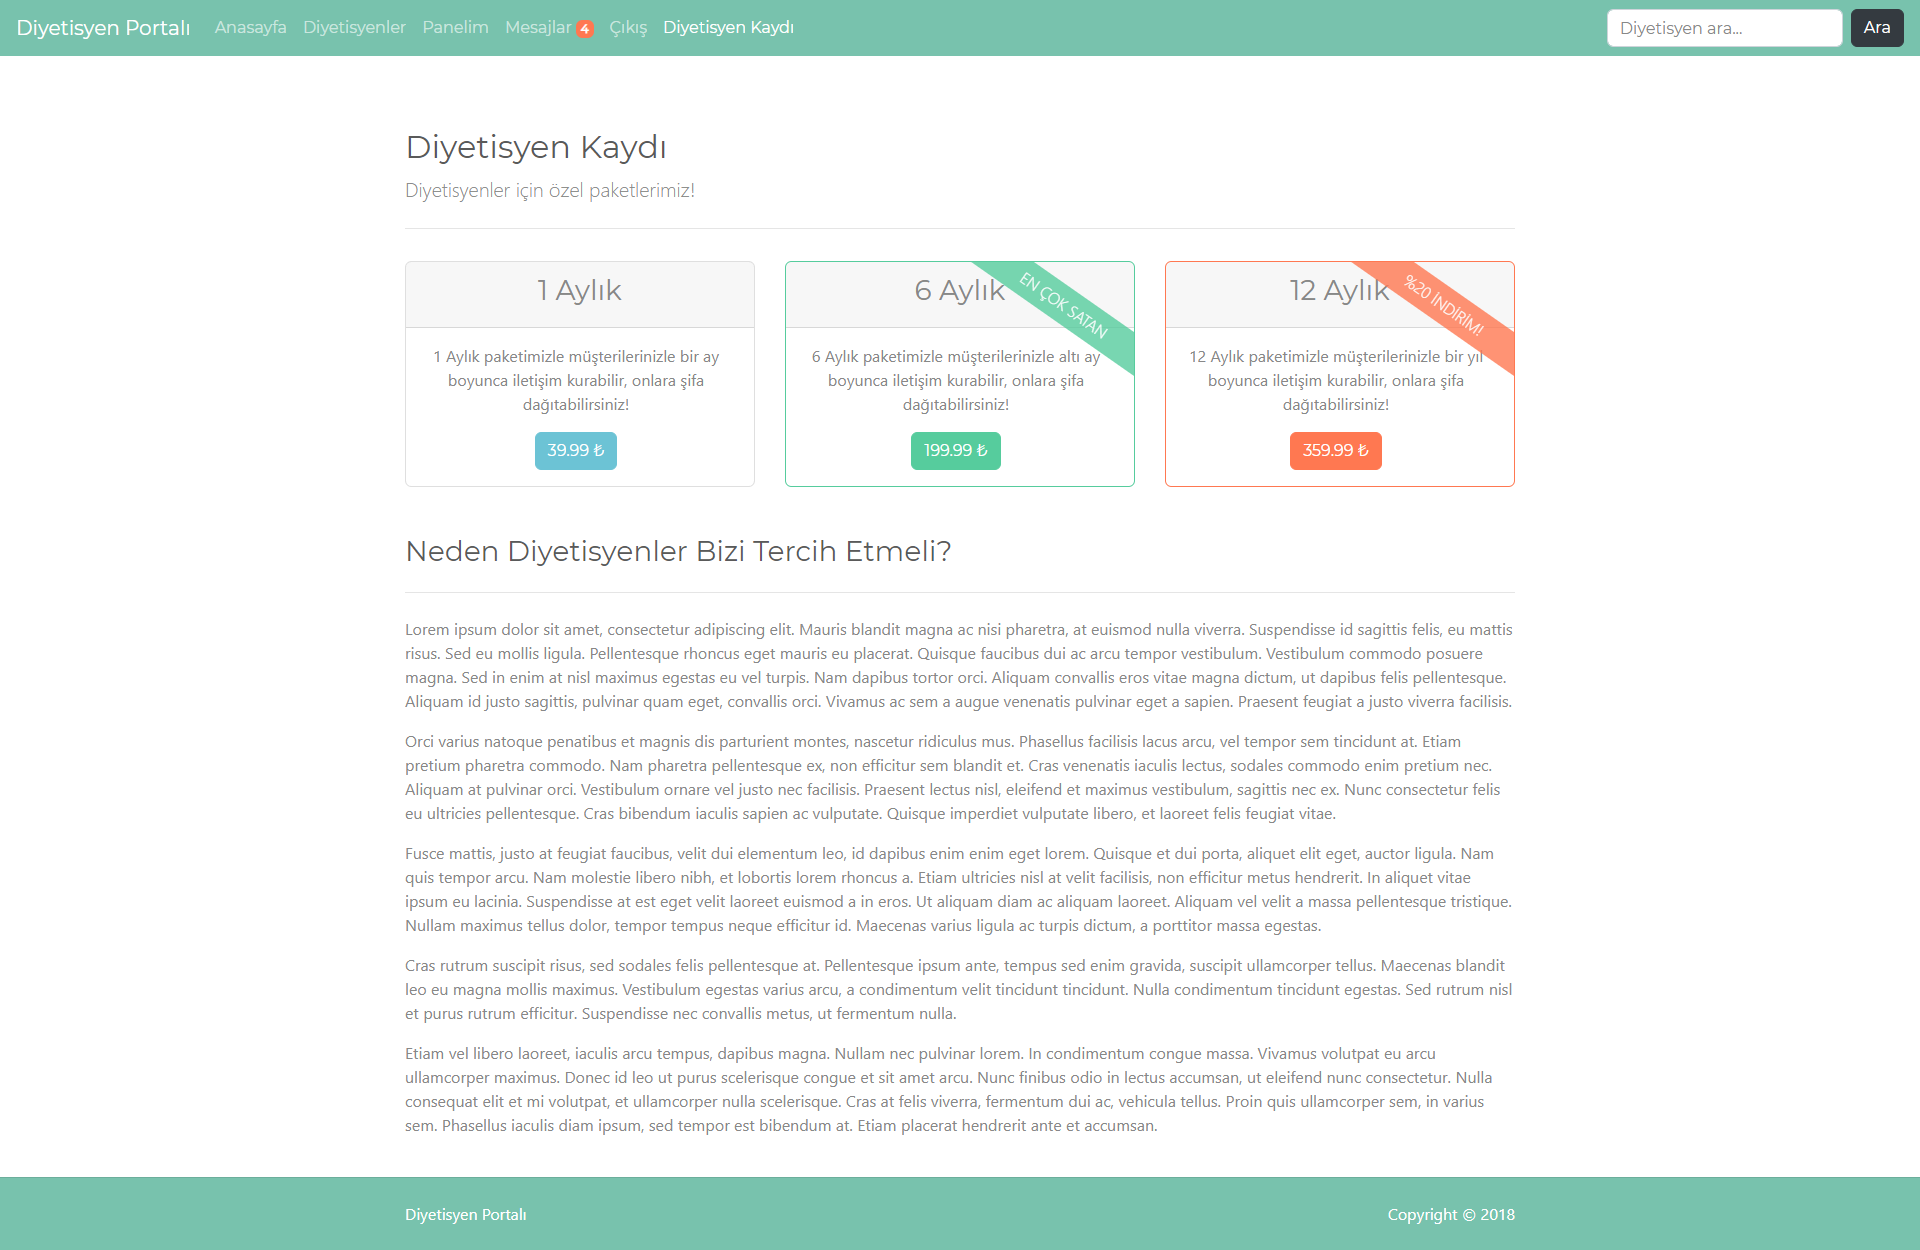 Diyetisyen Portalı Anasayfa Diyetisyenler Panelim Mesajlar 4 Çıkış Diyetisyen Kaydı Diyetisyen ara... Ara
Diyetisyen Kaydı
Diyetisyenler için özel paketlerimiz!
1 Aylık
1 Aylık paketimizle müşterilerinizle bir ay
boyunca iletişim kurabilir, onlara şifa
dağıtabilirsiniz!
39.99 ₺
6 Aylık
EN ÇOK SATAN
6 Aylık paketimizle müşterilerinizle altı ay
boyunca iletişim kurabilir, onlara şifa
dağıtabilirsiniz!
199.99 ₺
12 Aylık
%20 İNDİRİM!
12 Aylık paketimizle müşterilerinizle bir yıl
boyunca iletişim kurabilir, onlara şifa
dağıtabilirsiniz!
359.99 ₺
Neden Diyetisyenler Bizi Tercih Etmeli?
Lorem ipsum dolor sit amet, consectetur adipiscing elit. Mauris blandit magna ac nisi pharetra, at euismod nulla viverra. Suspendisse id sagittis felis, eu mattis
risus. Sed eu mollis ligula. Pellentesque rhoncus eget mauris eu placerat. Quisque faucibus dui ac arcu tempor vestibulum. Vestibulum commodo posuere
magna. Sed in enim at nisl maximus egestas eu vel turpis. Nam dapibus tortor orci. Aliquam convallis eros vitae magna dictum, ut dapibus felis pellentesque.
Aliquam id justo sagittis, pulvinar quam eget, convallis orci. Vivamus ac sem a augue venenatis pulvinar eget a sapien. Praesent feugiat a justo viverra facilisis.
Orci varius natoque penatibus et magnis dis parturient montes, nascetur ridiculus mus. Phasellus facilisis lacus arcu, vel tempor sem tincidunt at. Etiam
pretium pharetra commodo. Nam pharetra pellentesque ex, non efficitur sem blandit et. Cras venenatis iaculis lectus, sodales commodo enim pretium nec.
Aliquam at pulvinar orci. Vestibulum ornare vel justo nec facilisis. Praesent lectus nisl, eleifend et maximus vestibulum, sagittis nec ex. Nunc consectetur felis
eu ultricies pellentesque. Cras bibendum iaculis sapien ac vulputate. Quisque imperdiet vulputate libero, et laoreet felis feugiat vitae.
Fusce mattis, justo at feugiat faucibus, velit dui elementum leo, id dapibus enim enim eget lorem. Quisque et dui porta, aliquet elit eget, auctor ligula. Nam
quis tempor arcu. Nam molestie libero nibh, et lobortis lorem rhoncus a. Etiam ultricies nisl at velit facilisis, non efficitur metus hendrerit. In aliquet vitae
ipsum eu lacinia. Suspendisse at est eget velit laoreet euismod a in eros. Ut aliquam diam ac aliquam laoreet. Aliquam vel velit a massa pellentesque tristique.
Nullam maximus tellus dolor, tempor tempus neque efficitur id. Maecenas varius ligula ac turpis dictum, a porttitor massa egestas.
Cras rutrum suscipit risus, sed sodales felis pellentesque at. Pellentesque ipsum ante, tempus sed enim gravida, suscipit ullamcorper tellus. Maecenas blandit
leo eu magna mollis maximus. Vestibulum egestas varius arcu, a condimentum velit tincidunt tincidunt. Nulla condimentum tincidunt egestas. Sed rutrum nisl
et purus rutrum efficitur. Suspendisse nec convallis metus, ut fermentum nulla.
Etiam vel libero laoreet, iaculis arcu tempus, dapibus magna. Nullam nec pulvinar lorem. In condimentum congue massa. Vivamus volutpat eu arcu
ullamcorper maximus. Donec id leo ut purus scelerisque congue et sit amet arcu. Nunc finibus odio in lectus accumsan, ut eleifend nunc consectetur. Nulla
consequat elit et mi volutpat, et ullamcorper nulla scelerisque. Cras at felis viverra, fermentum dui ac, vehicula tellus. Proin quis ullamcorper sem, in varius
sem. Phasellus iaculis diam ipsum, sed tempor est bibendum at. Etiam placerat hendrerit ante et accumsan.
Diyetisyen Portalı Copyright © 2018